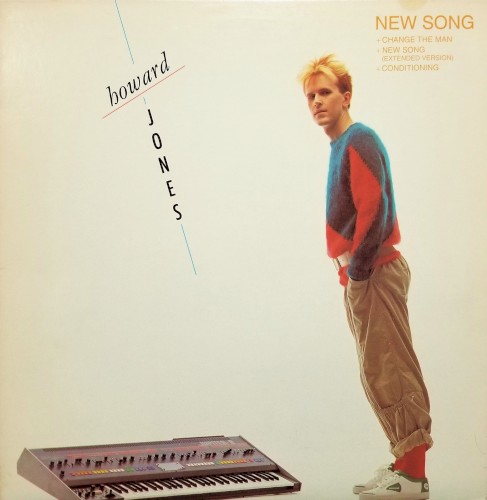 howard
JONES
NEW SONG
+ CHANGE THE MAN
+ NEW SONG
(EXTENDED VERSION)
+ CONDITIONING